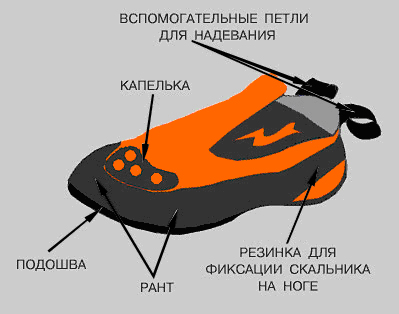 ВСПОМОГАТЕЛЬНЫЕ ПЕТЛИ
ДЛЯ НАДЕВАНИЯ
КАПЕЛЬКА
ПОДОШВА
РАНТ
РЕЗИНКА ДЛЯ
ФИКСАЦИИ СКАЛЬНИКА
НА НОГЕ